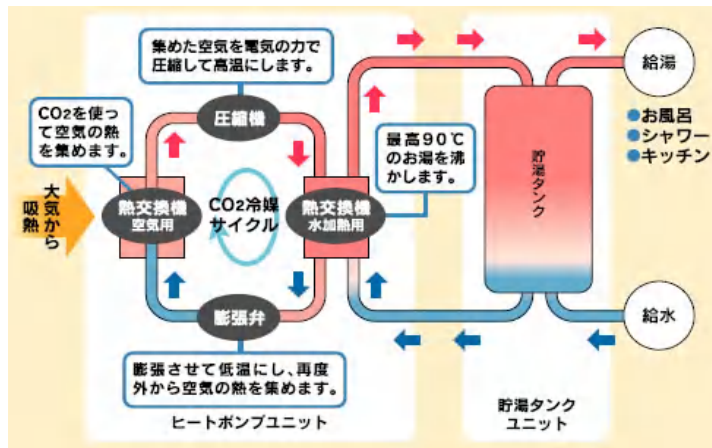 集めた空気を電気の力で
圧縮して高温にします。
CO2を使っ
て空気の熱
を集めます。
圧縮機
最高90℃
のお湯を沸
かします。
給湯
お風呂
シャワー
キッチン
貯湯タンク
大気から
吸熱
熱交換機
空気用
CO2冷媒
サイクル
熱交換機
水加熱用
膨張弁
給水
膨張させて低温にし、再度
外から空気の熱を集めます。
ヒートポンプユニット
貯湯タンク
ユニット